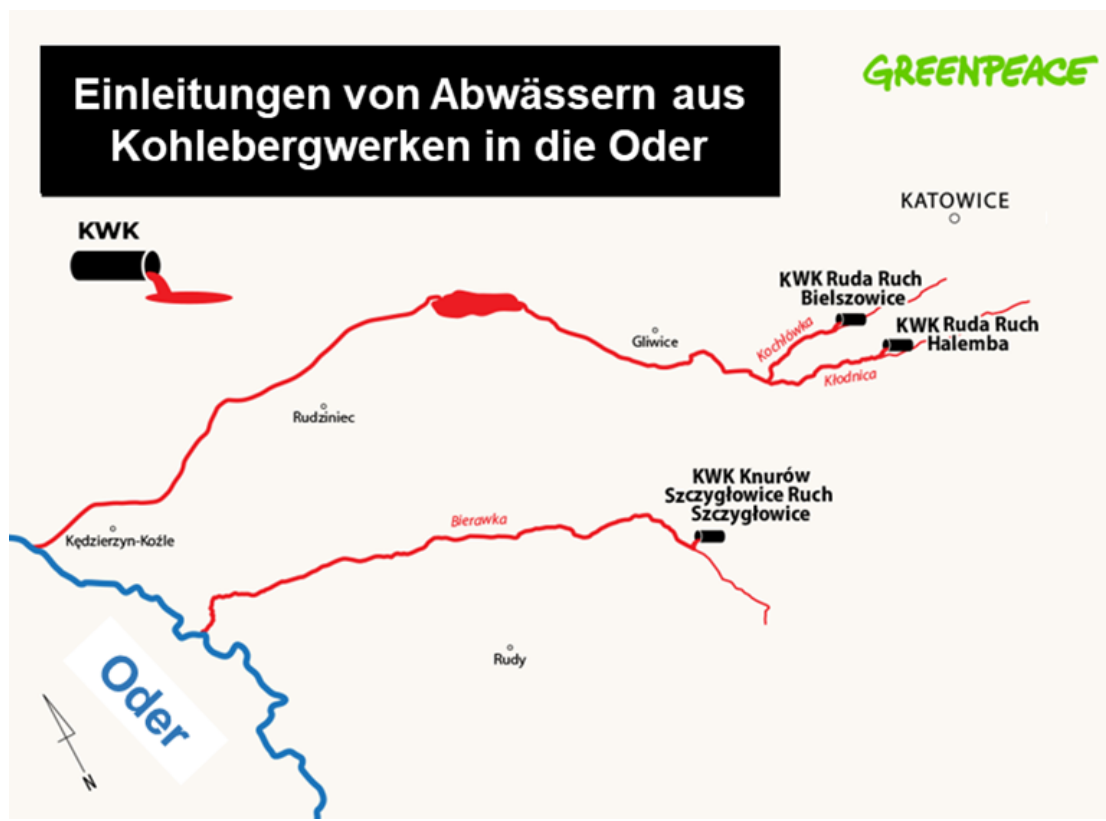 Einleitungen von Abwässern aus
Kohlebergwerken in die Oder
GREENPEACE
KATOWICE
KWK
KWK Ruda Ruch
Bielszowice
KWK Ruda Ruch
Halemba
Kochłówka
Gliwice
Kłodnica
Rudziniec
KWK Knurów
Szczygłowice Ruch
Szczygłowice
Bierawka
Kędzierzyn-Koźle
Rudy
Oder
N